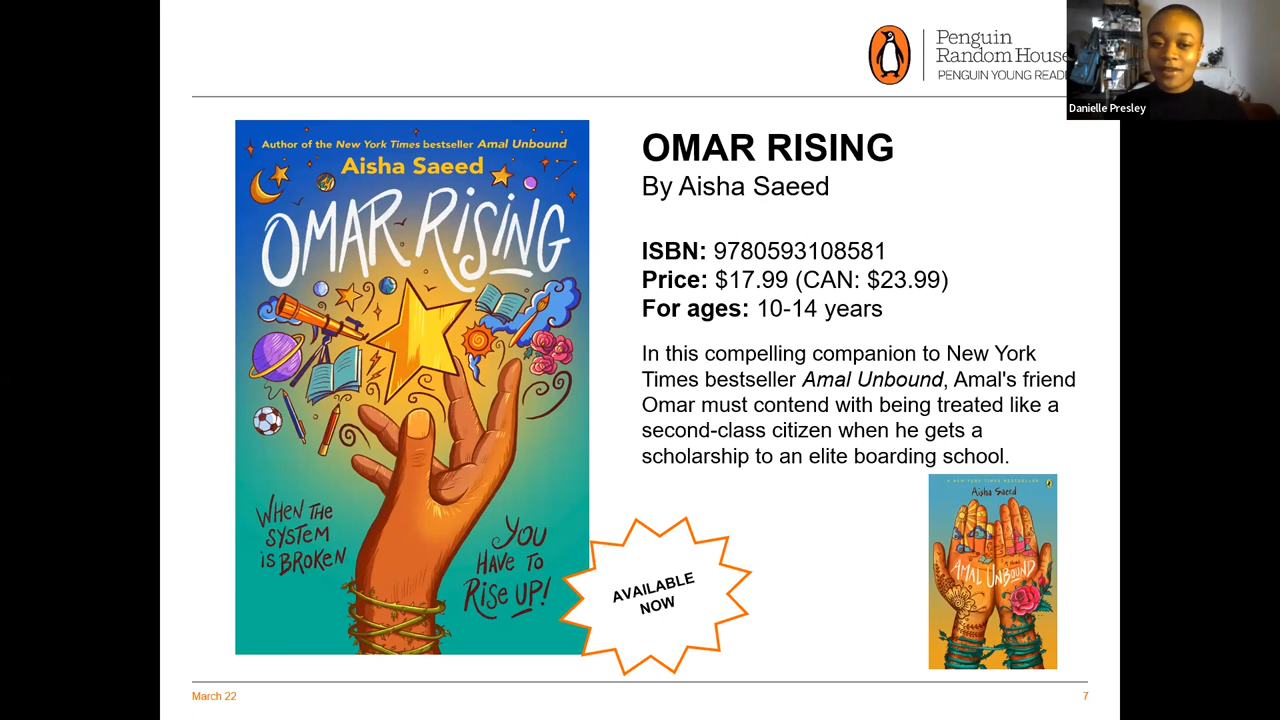 Penguin
Random House
PENGUIN YOUNG READ
Danielle Presley
Author of the New York Times bestseller Amal Unbound
Aisha Saeed
OMAR RISING
WHEN THE
SYSTEM
IS BROKEN
YOU
HAVE TO
RISE UP!
OMAR RISING
By Aisha Saeed
ISBN: 9780593108581
Price: $17.99 (CAN: $23.99)
For ages: 10-14 years
In this compelling companion to New York
Times bestseller Amal Unbound, Amal's friend
Omar must contend with being treated like a
second-class citizen when he gets a
scholarship to an elite boarding school.
AVAILABLE
NOW
A NEW YORK TIMES BESTSELLER
Aisha Saeed
AMAL UNBOUND
March 22
7